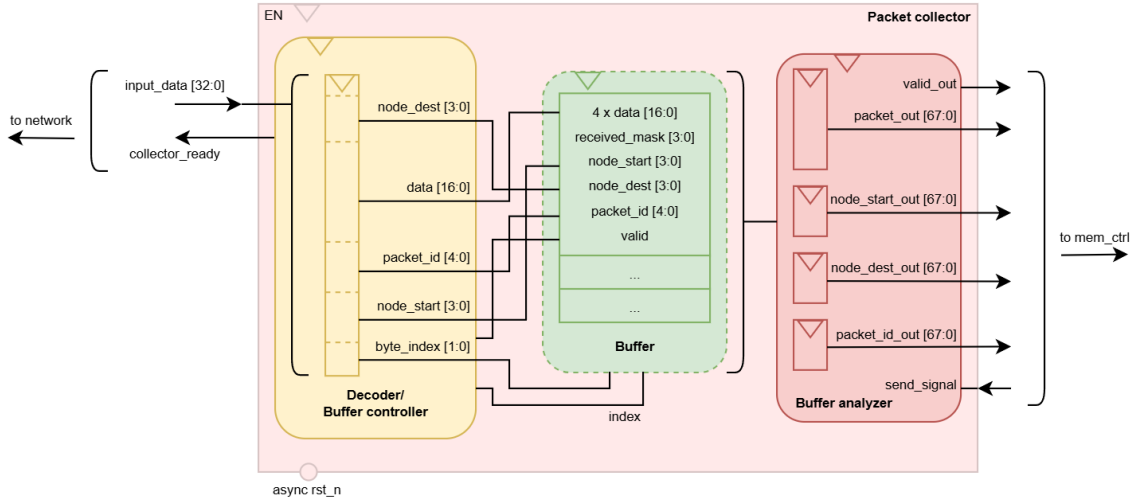 EN
Packet collector
input_data [32:0]
to network
collector_ready
node_dest [3:0]
data [16:0]
packet_id [4:0]
node_start [3:0]
byte_index [1:0]
Decoder/
Buffer controller
4 x data [16:0]
received_mask [3:0]
node_start [3:0]
node_dest [3:0]
packet_id [4:0]
valid
...
...
Buffer
index
valid_out
packet_out [67:0]
node_start_out [67:0]
node_dest_out [67:0]
packet_id_out [67:0]
send_signal
Buffer analyzer
to mem_ctrl
async rst_n